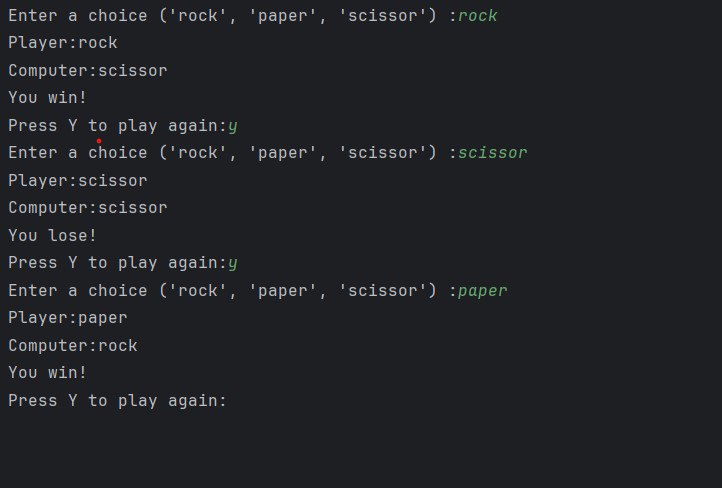 Enter a choice ('rock', 'paper', 'scissor') :rock
Player:rock
Computer:scissor
You win!
Press Y to play again:y
Enter a choice ('rock', 'paper', 'scissor') :scissor
Player:scissor
Computer:scissor
You lose!
Press Y to play again:y
Enter a choice ('rock', 'paper', 'scissor') :paper
Player:paper
Computer:rock
You win!
Press Y to play again: